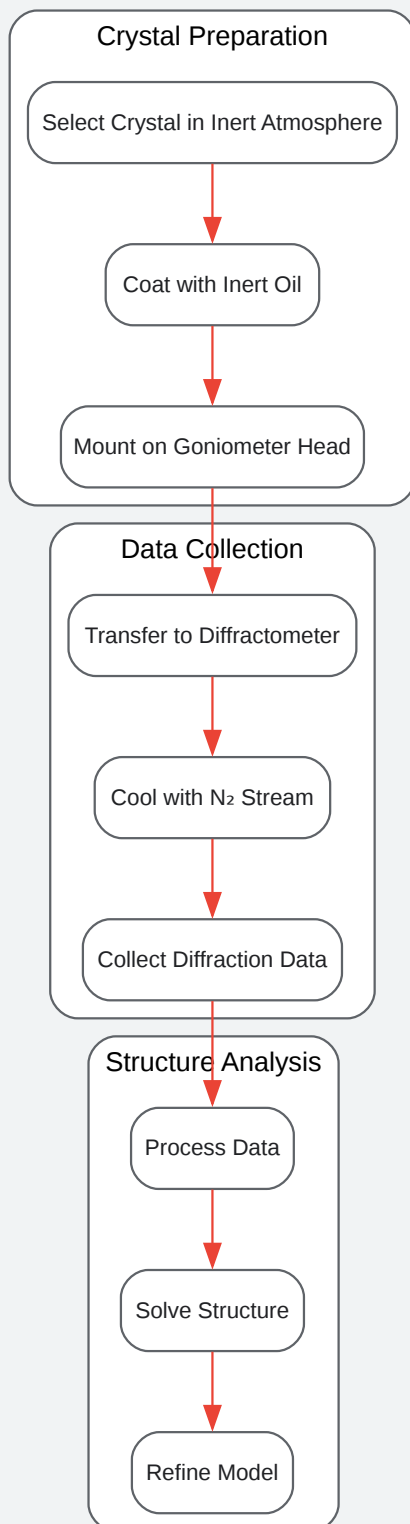 Crystal Preparation
Select Crystal in Inert Atmosphere
Coat with Inert Oil
Mount on Goniometer Head
Data Collection
Transfer to Diffractometer
Cool with N₂ Stream
Collect Diffraction Data
Structure Analysis
Process Data
Solve Structure
Refine Model